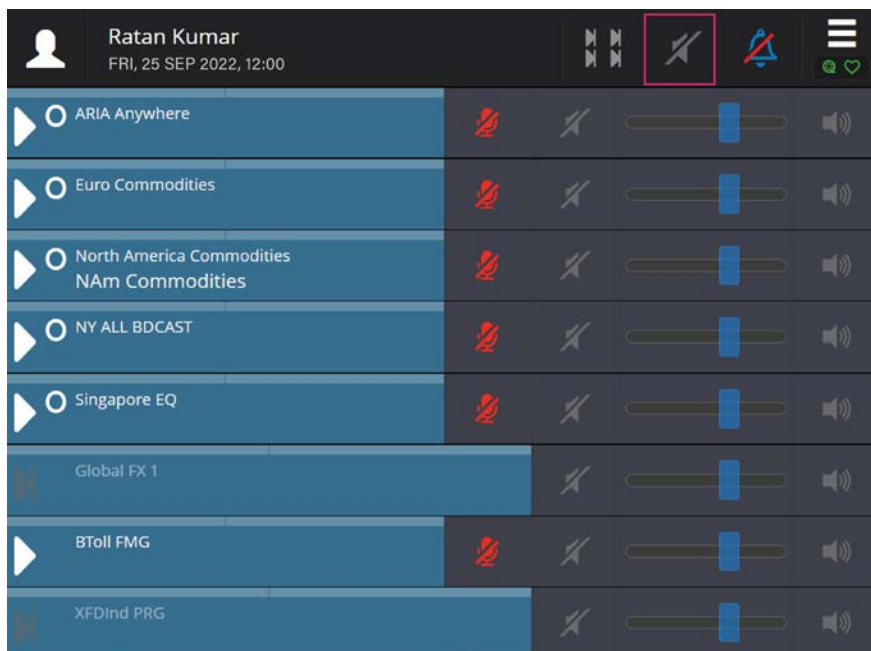 Ratan Kumar
FRI, 25 SEP 2022, 12:00
ARIA Anywhere
Euro Commodities
North America Commodities
NAm Commodities
NY ALL BDCAST
Singapore EQ
Global FX 1
BToll FMG
XFDInd PRG